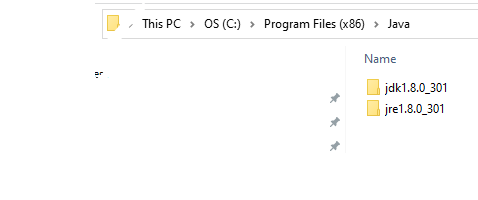 This PC > OS (C:) > Program Files (x86) > Java
Name
jdk1.8.0_301
jre1.8.0_301